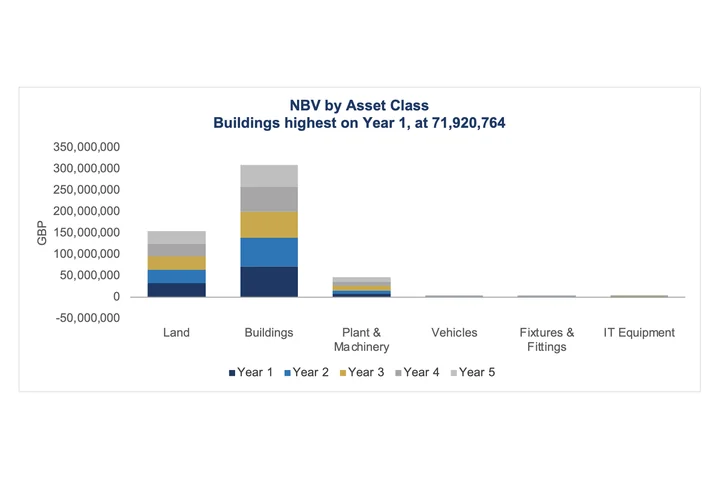 NBV by Asset Class
Buildings highest on Year 1, at 71,920,764
350,000,000
300,000,000
250,000,000
200,000,000
150,000,000
100,000,000
50,000,000
0
-50,000,000
GBP
Land
Buildings
Plant &
Machinery
Vehicles
Fixtures &
Fittings
IT Equipment
Year 1
Year 2
Year 3
Year 4
Year 5